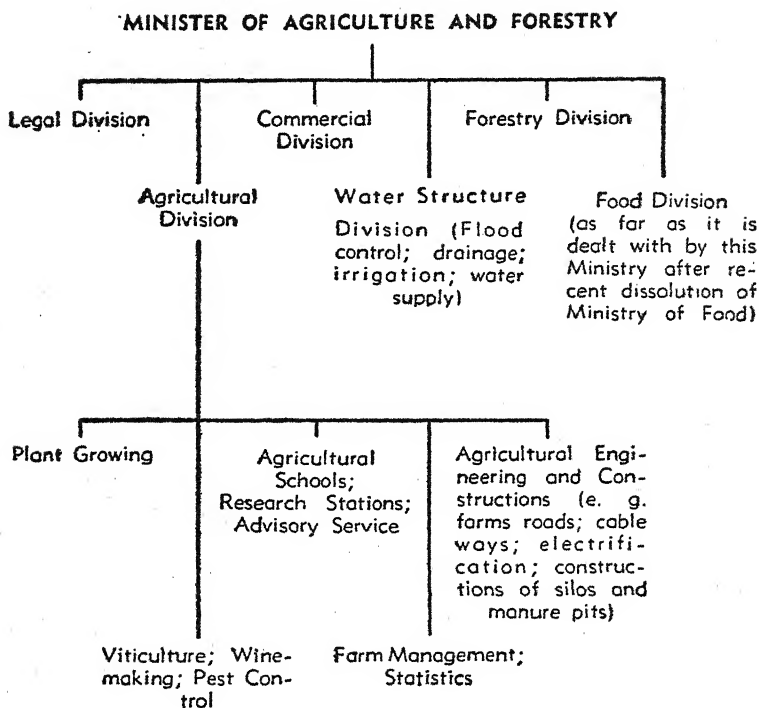 MINISTER OF AGRICULTURE AND FORESTRY
Legal Division
Commercial
Division
Forestry Division
Agricultural
Division
Water Structure
Division (Flood
control; drainage;
irrigation; water
supply)
Food Division
(as far as it is
dealt with by this
Ministry after re-
cent dissolution of
Ministry of Food)
Plant Growing
Agricultural
Schools;
Research Stations;
Advisory Service
Agricultural Engi-
neering and Con-
structions (e. g.
farms roads; cable
ways; electrifi-
cation; construc-
tions of silos and
manure pits)
Viticulture; Wine-
making; Pest Con-
trol
Farm Management;
Statistics